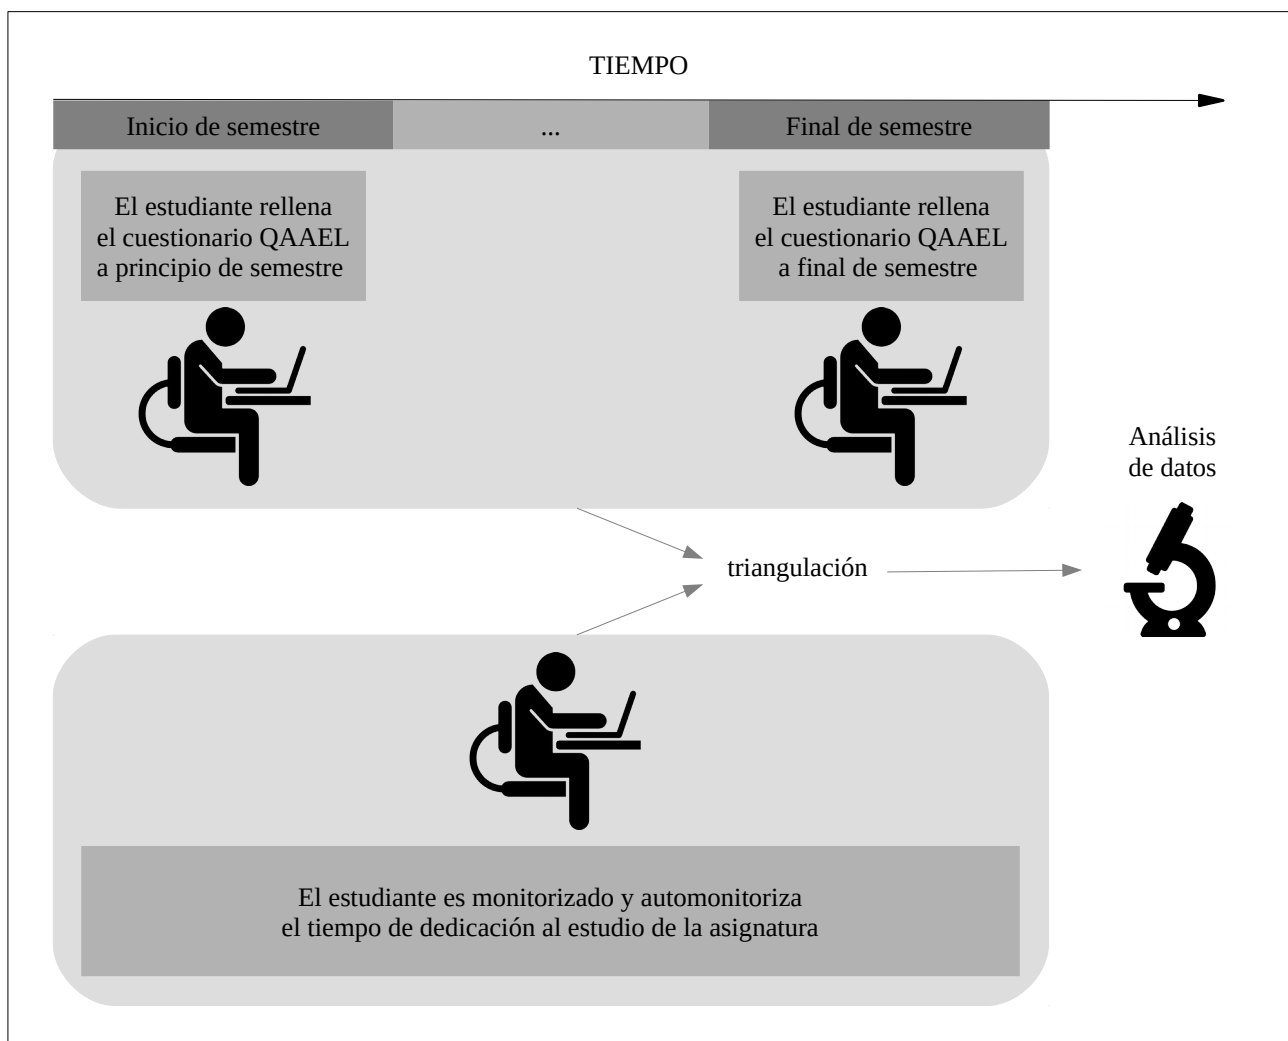 TIEMPO
Inicio de semestre
...
Final de semestre
El estudiante rellena
el cuestionario QAAEL
a principio de semestre
El estudiante rellena
el cuestionario QAAEL
a final de semestre
Análisis
de datos
triangulación
El estudiante es monitorizado y automonitoriza
el tiempo de dedicación al estudio de la asignatura